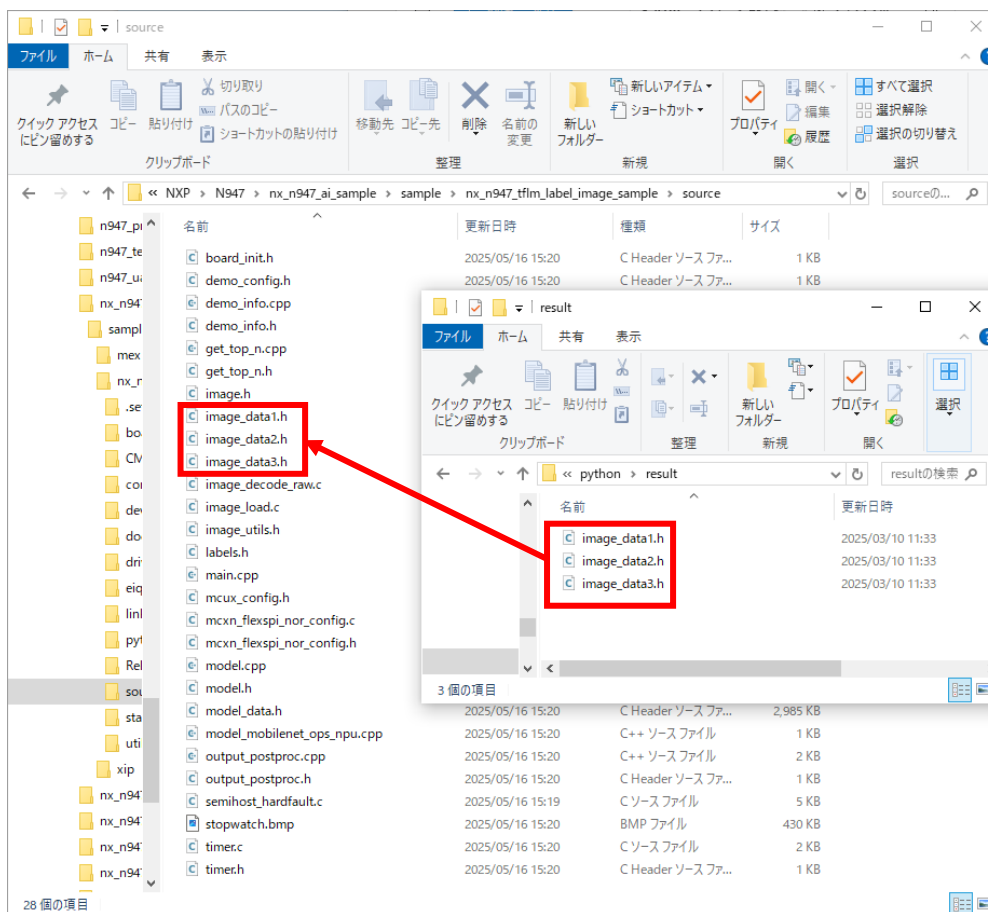 source
ファイル ホーム 共有 表示
クイック アクセス
にピン留めする
コピー
貼り付け
切り取り
パスのコピー
ショートカットの貼り付け
クリップボード
移動先 コピー先 削除 名前の
変更
整理
新しい
フォルダー
新しいアイテム
ショートカット
新規
プロパティ
開く
編集
履歴
開く
すべて選択
選択解除
選択の切り替え
選択
« NXP > N947 > nx_n947_ai_sample > sample > nx_n947_tflm_label_image_sample > source
sourceの...
名前 更新日時 種類 サイズ
board_init.h 2025/05/16 15:20 C Header ソース ファ... 1 KB
demo_config.h 2025/05/16 15:20 C Header ソース ファ... 1 KB
demo_info.cpp
demo_info.h
get_top_n.cpp
get_top_n.h
image.h
image_data1.h
image_data2.h
image_data3.h
image_decode_raw.c
image_load.c
image_utils.h
labels.h
main.cpp
mcux_config.h
mcxn_flexspi_nor_config.c
mcxn_flexspi_nor_config.h
model.cpp
model.h
model_data.h 2025/05/16 15:20 C Header ソース ファ... 2,985 KB
model_mobilenet_ops_npu.cpp 2025/05/16 15:20 C++ ソース ファイル 1 KB
output_postproc.cpp 2025/05/16 15:20 C++ ソース ファイル 2 KB
output_postproc.h 2025/05/16 15:20 C Header ソース ファ... 1 KB
semihost_hardfault.c 2025/05/16 15:19 C ソース ファイル 5 KB
stopwatch.bmp 2025/05/16 15:20 BMP ファイル 430 KB
timer.c 2025/05/16 15:20 C ソース ファイル 2 KB
timer.h 2025/05/16 15:20 C Header ソース ファ... 1 KB
28 個の項目
n947_te
nx_n94
sampl
mex
xip
nx_n94
nx_n94
nx_n94
nx_n94
result
ファイル ホーム 共有 表示
クイック アクセス
にピン留めする
コピー
貼り付け
クリップボード
整理
新しい
フォルダー
新規
プロパティ
開く
選択
« python > result
resultの検索
名前 更新日時
image_data1.h 2025/03/10 11:33
image_data2.h 2025/03/10 11:33
image_data3.h 2025/03/10 11:33
3 個の項目